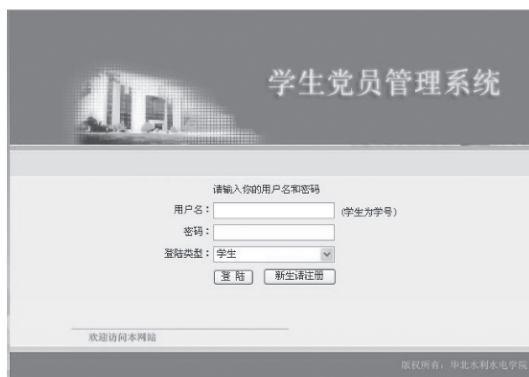 学生党员管理系统
请输入你的用户名和密码
用户名： (学生为学号)
密码：
登陆类型： 学生
登 陆 新生请注册
欢迎访问本网站
版权所有：华北水利水电学院